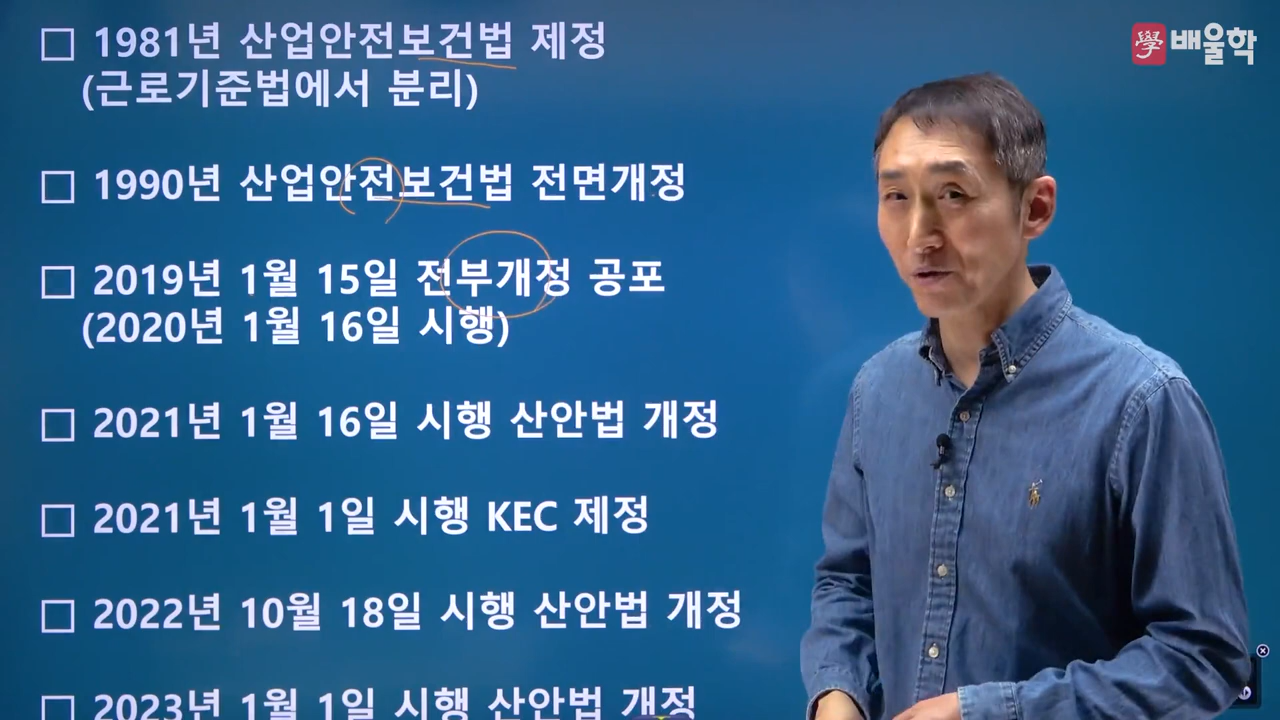 學 배울학
□ 1981년 산업안전보건법 제정
(근로기준법에서 분리)
□ 1990년 산업안전보건법 전면개정
□ 2019년 1월 15일 전부개정 공포
(2020년 1월 16일 시행)
□ 2021년 1월 16일 시행 산안법 개정
□ 2021년 1월 1일 시행 KEC 제정
□ 2022년 10월 18일 시행 산안법 개정
□ 2023년 1월 1일 시행 산안법 개정